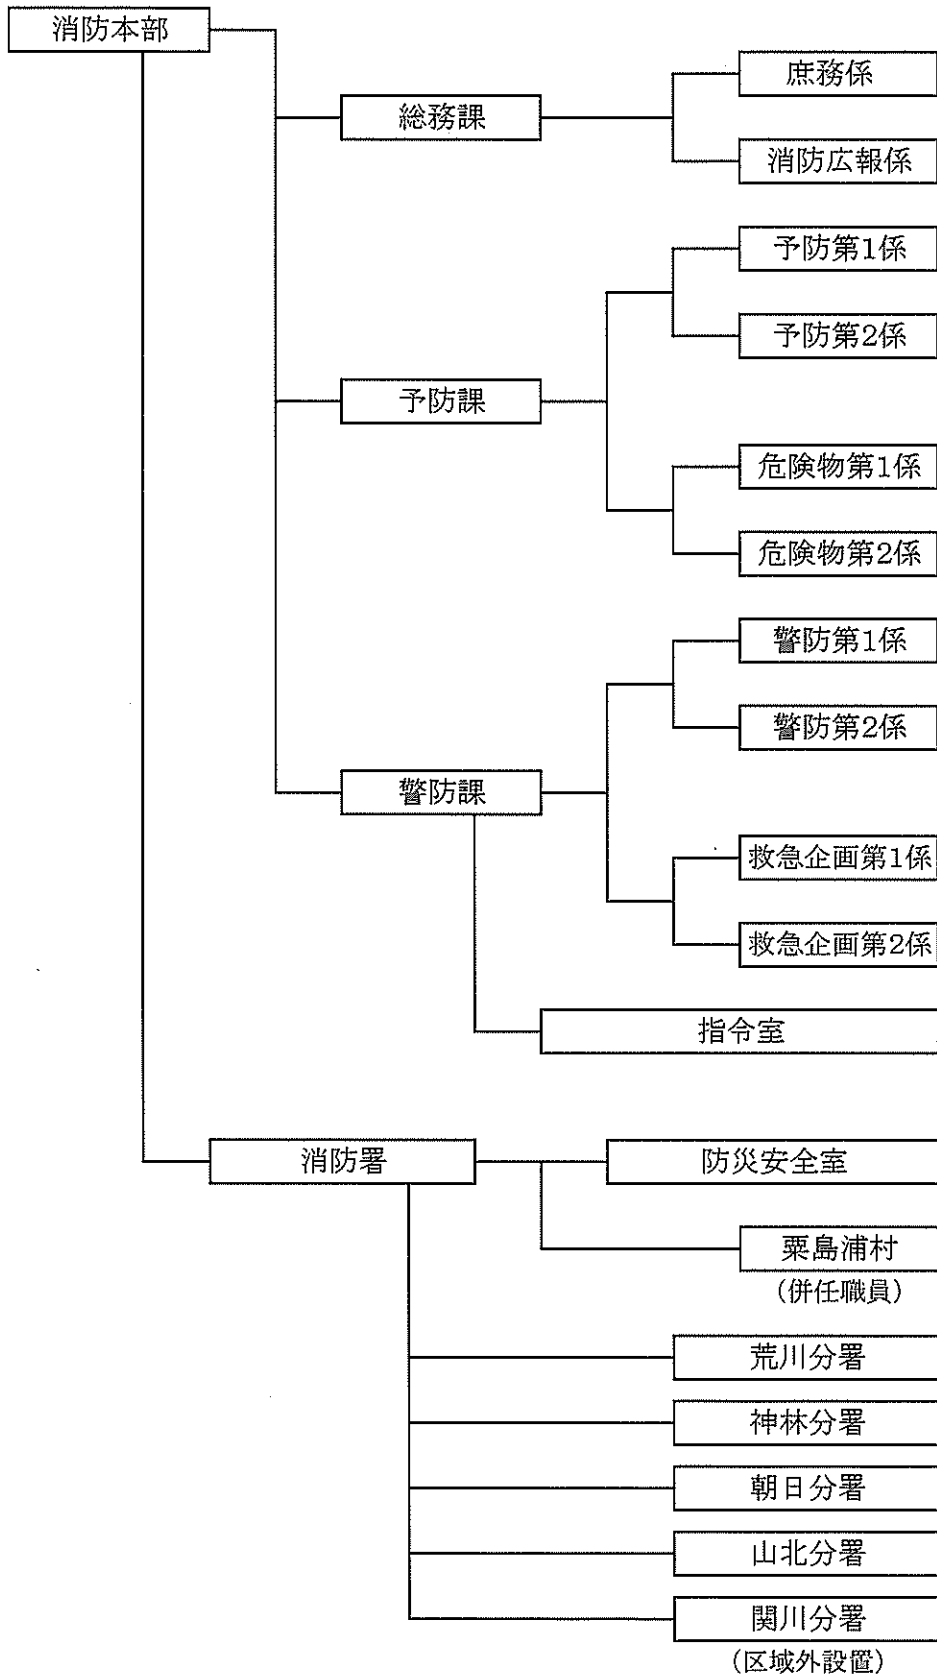 消防本部
庶務係
総務課
消防広報係
予防第1係
予防第2係
予防課
危険物第1係
危険物第2係
警防第1係
警防第2係
警防課
救急企画第1係
救急企画第2係
指令室
消防署
防災安全室
粟島浦村
(併任職員)
荒川分署
神林分署
朝日分署
山北分署
関川分署
(区域外設置)